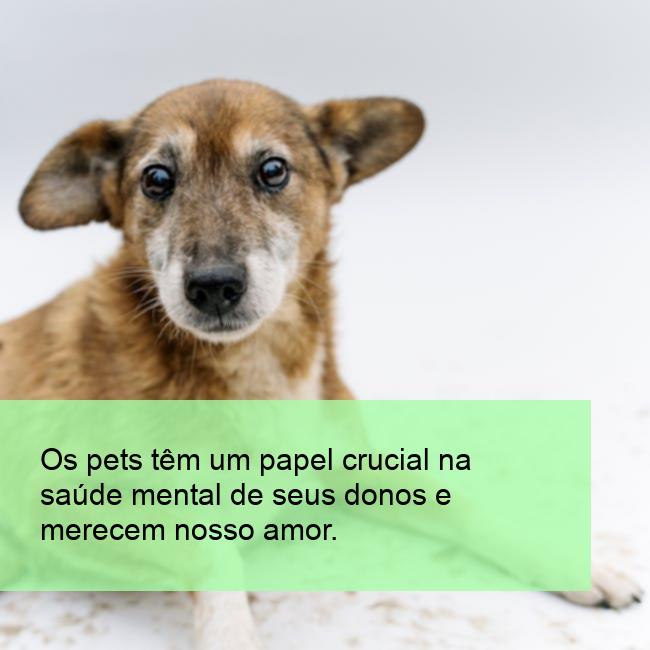 Os pets têm um papel crucial na
saúde mental de seus donos e
merecem nosso amor.